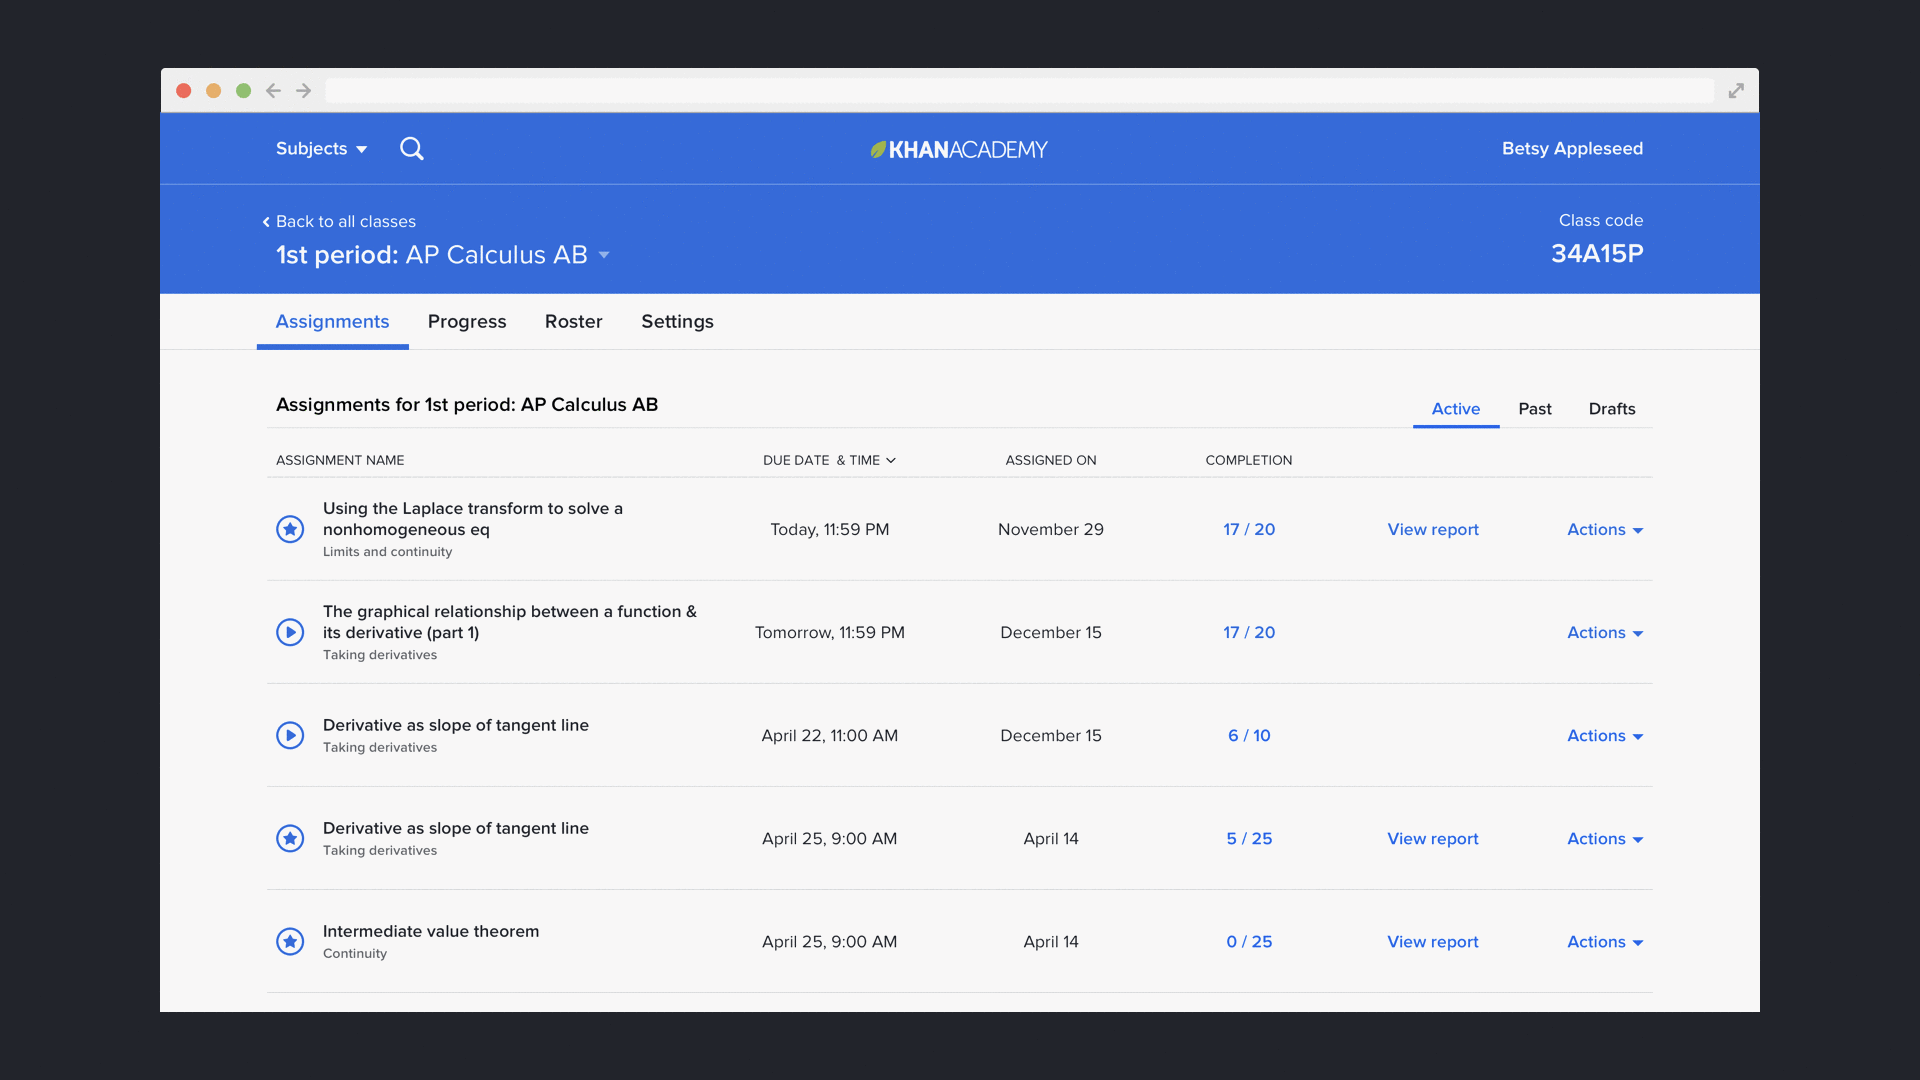 Subjects
KHANACADEMY
Betsy Appleseed
Back to all classes
1st period: AP Calculus AB
Class code
34A15P
Assignments Progress Roster Settings
Assignments for 1st period: AP Calculus AB
Active Past Drafts
ASSIGNMENT NAME DUE DATE & TIME ASSIGNED ON COMPLETION
Using the Laplace transform to solve a
nonhomogeneous eq
Limits and continuity
Today, 11:59 PM November 29 17 / 20 View report Actions
The graphical relationship between a function &
its derivative (part 1)
Taking derivatives
Tomorrow, 11:59 PM December 15 17 / 20 Actions
Derivative as slope of tangent line
Taking derivatives
April 22, 11:00 AM December 15 6 / 10 Actions
Derivative as slope of tangent line
Taking derivatives
April 25, 9:00 AM April 14 5 / 25 View report Actions
Intermediate value theorem
Continuity
April 25, 9:00 AM April 14 0 / 25 View report Actions